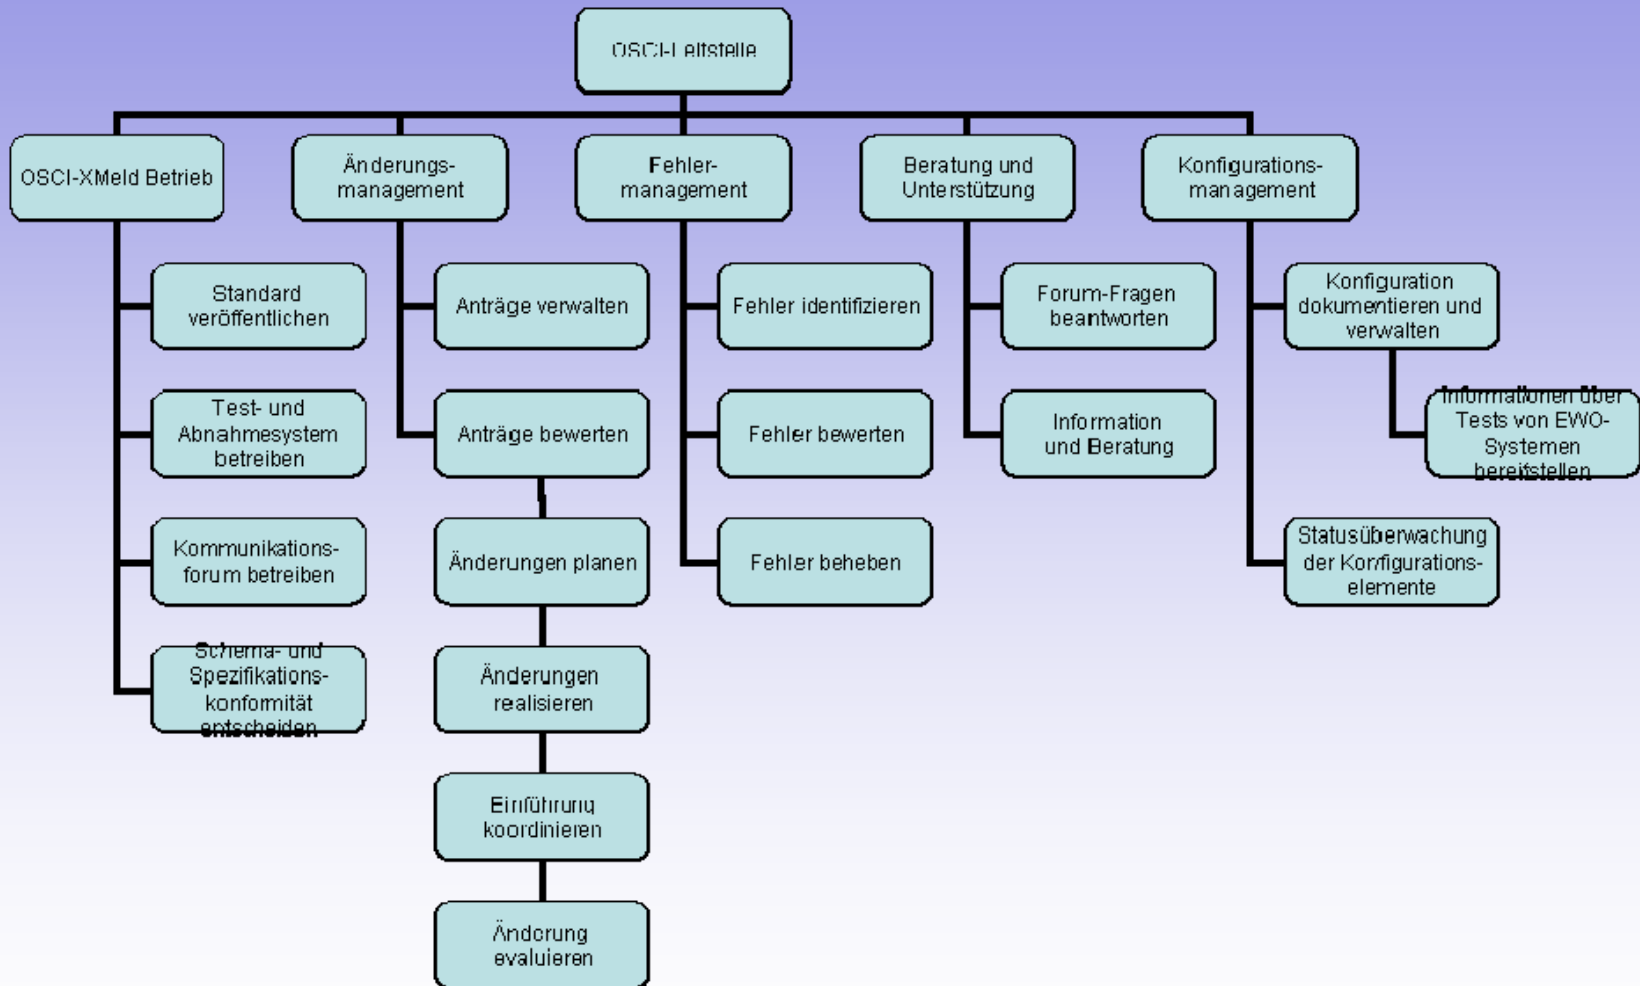 OSCI-Leitstelle
OSCI-XMeld Betrieb
Änderungs-
management
Fehler-
management
Beratung und
Unterstützung
Konfigurations-
management
Standard
veröffentlichen
Anträge verwalten
Fehler identifizieren
Forum-Fragen
beantworten
Konfiguration
dokumentieren und
verwalten
Test- und
Abnahmesystem
betreiben
Anträge bewerten
Fehler bewerten
Information
und Beratung
Informationen über
Tests von EWO-
Systemen
bereitstellen
Kommunikations-
forum betreiben
Änderungen planen
Fehler beheben
Statusüberwachung
der Konfigurations-
elemente
Schema- und
Spezifikations-
konformität
entscheiden
Änderungen
realisieren
Einführung
koordinieren
Änderung
evaluieren